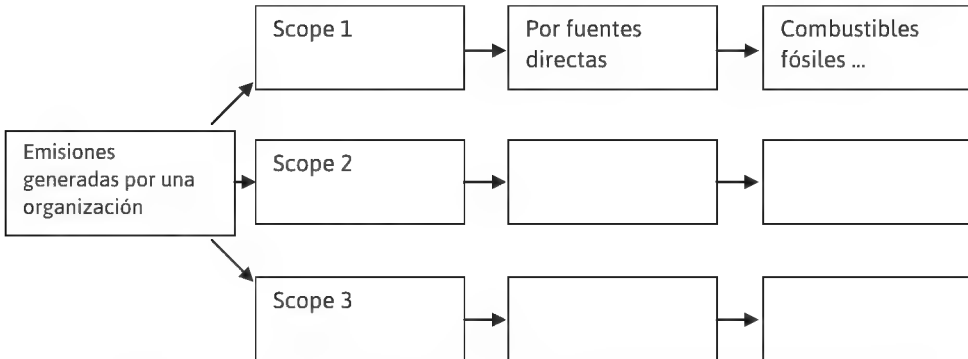 Scope 1
Por fuentes
directas
Combustibles
fósiles ...
Emisiones
generadas por una
organización
Scope 2
Scope 3